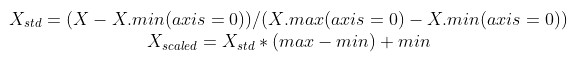 X_{std} = (X − X.min(axis = 0))/(X.max(axis = 0) − X.min(axis = 0))
X_{scaled} = X_{std} ∗ (max − min) + min